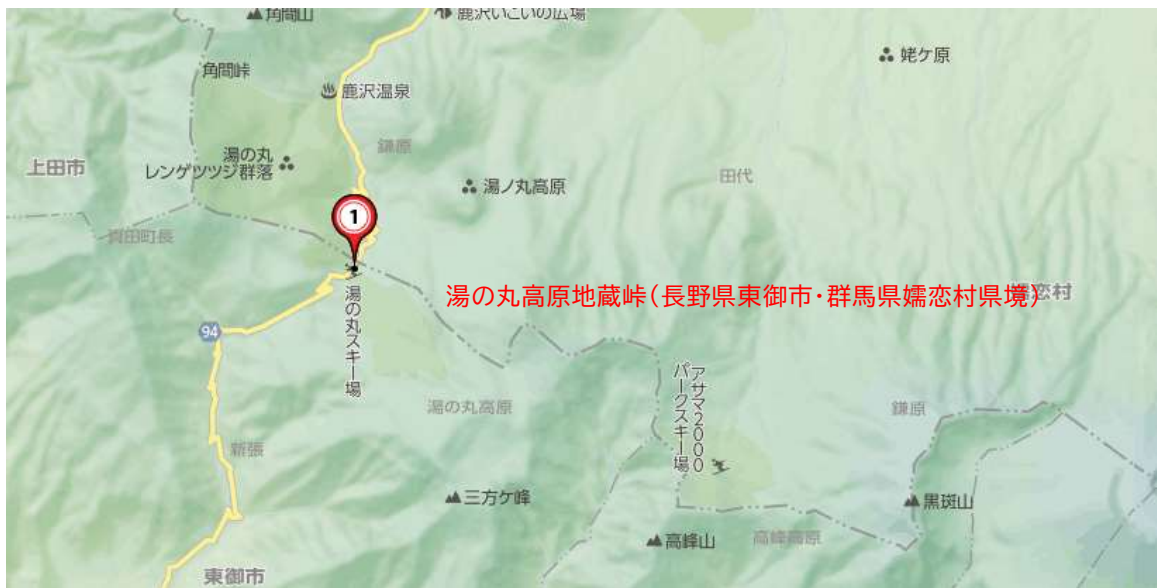 角間山
鹿沢いこいの広場
姥ケ原
角間峠
鹿沢温泉
鎌原
湯の丸
レンゲツツジ群落
上田市
湯ノ丸高原
田代
1
真田町長
湯の丸高原地蔵峠(長野県東御市・群馬県嬬恋村県境)
嬬恋村
湯の丸スキー場
94
アサマ2000
パークスキー場
湯の丸高原
鎌原
新張
三方ケ峰
黒斑山
高峰山
高峰高原
東御市